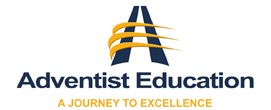 Adventist Education
A JOURNEY TO EXCELLENCE